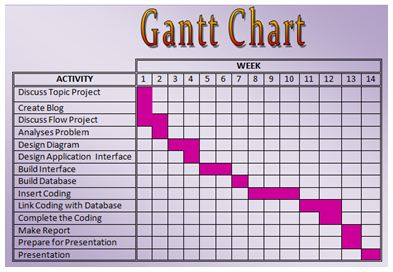 Gantt Chart
WEEK
ACTIVITY 1 2 3 4 5 6 7 8 9 10 11 12 13 14
Discuss Topic Project
Create Blog
Discuss Flow Project
Analyses Problem
Design Diagram
Design Application Interface
Build Interface
Build Database
Insert Coding
Link Coding with Database
Complete the Coding
Make Report
Prepare for Presentation
Presentation